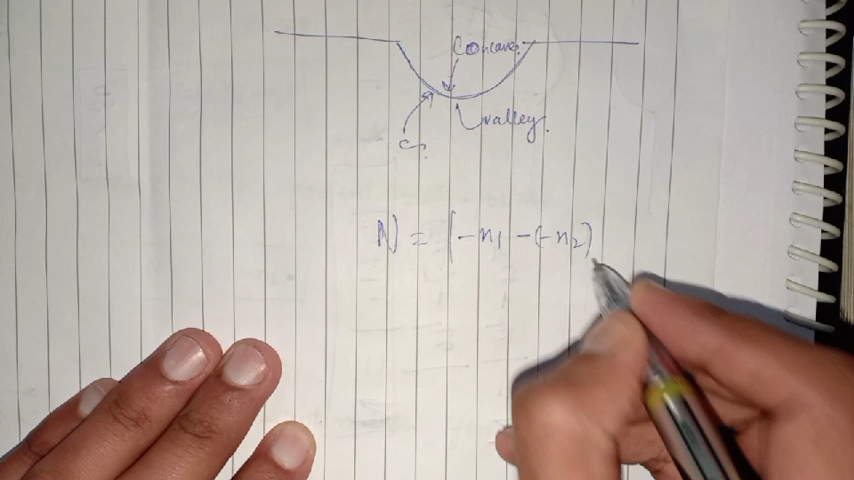 Concave.
valley.
N = (-n1 - (-n2)